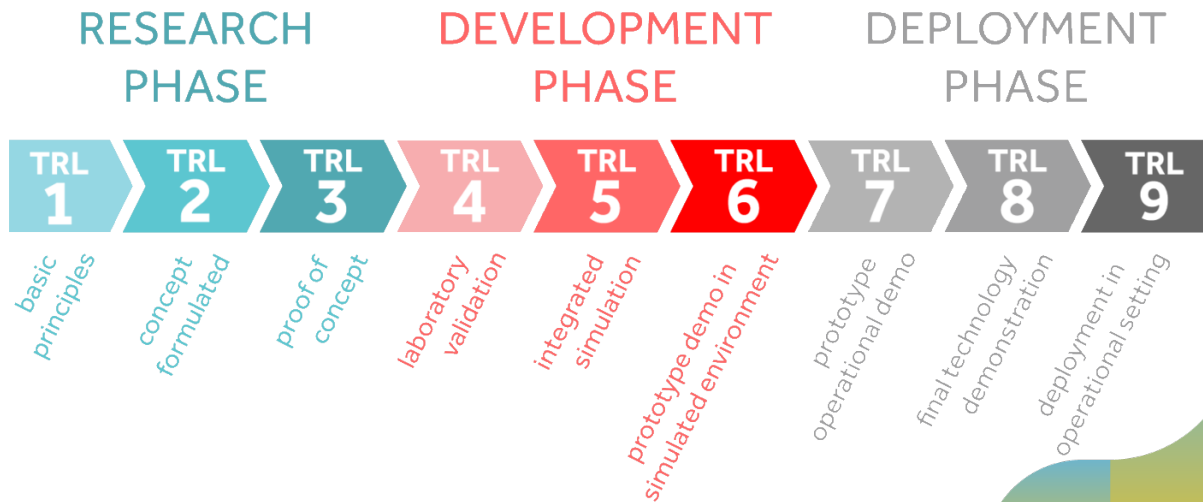 RESEARCH
PHASE
DEVELOPMENT
PHASE
DEPLOYMENT
PHASE
TRL
1
TRL
2
TRL
3
TRL
4
TRL
5
TRL
6
TRL
7
TRL
8
TRL
9
basic
principles
concept
formulated
proof of
concept
laboratory
validation
integrated
simulation
prototype demo in
simulated environment
prototype
operational demo
final technology
demonstration
deployment in
operational setting